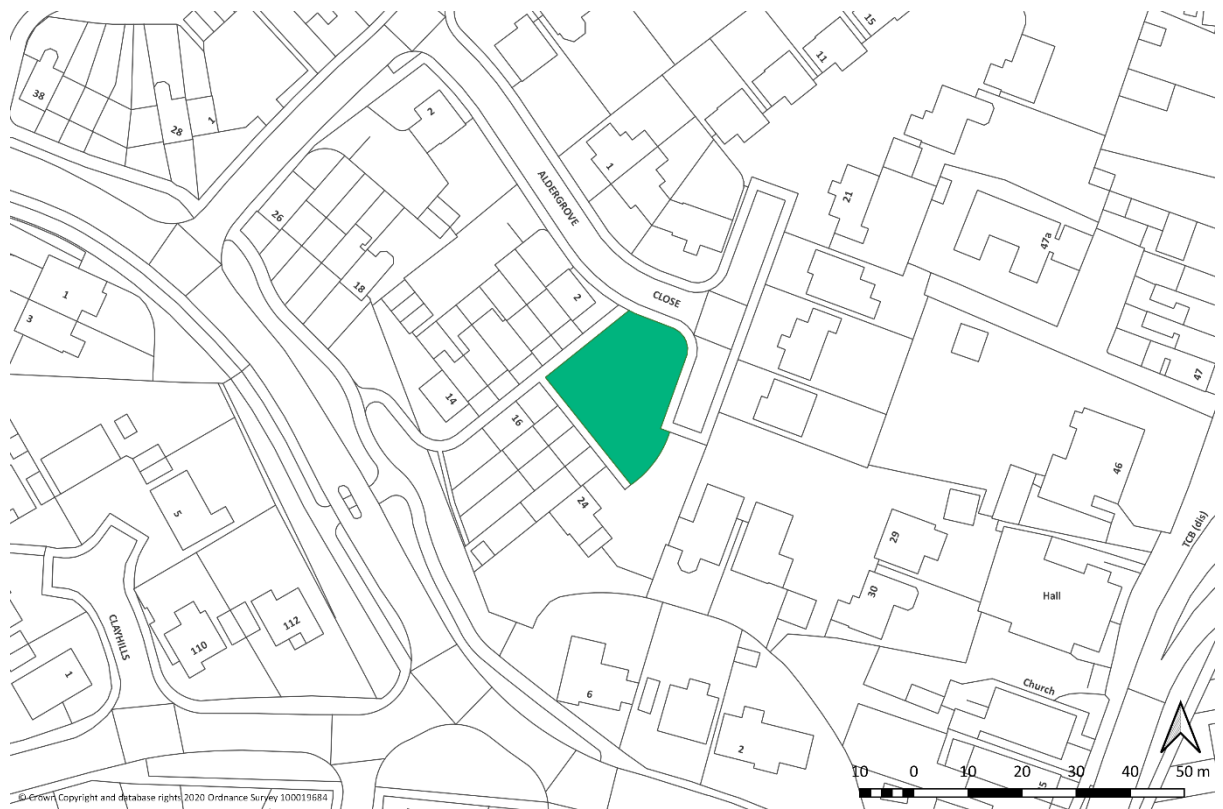 38
28
1
2
15
11
1
ALDERGROVE
26
18
2
CLOSE
21
47a
47
1
3
14
16
24
5
46
TCB (dis)
29
30
Hall
CLAYHILLS
110
112
1
6
2
Church
10 0 10 20 30 40 50 m
© Crown Copyright and database rights 2020 Ordnance Survey 100019684